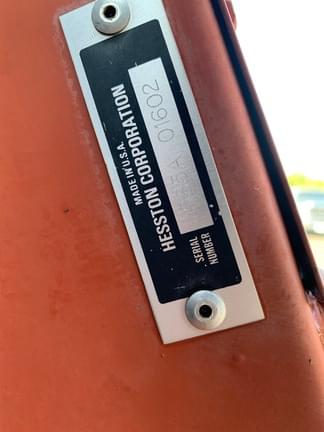 MADE IN U.S.A.
HESSTON CORPORATION
SERIAL
NUMBER
01602